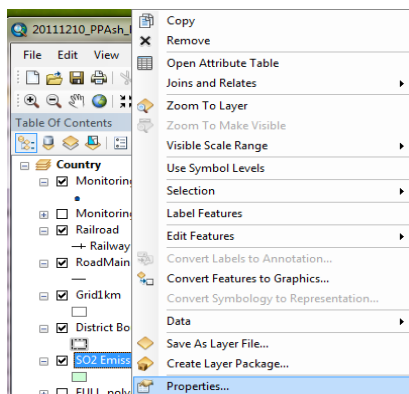 20111210_PPAsh_
File Edit View
Table Of Contents
Country
Monitorin
Monitorin
Railroad
Railway
RoadMain
Grid1km
District Bo
SO2 Emiss
FULL_poly
Copy
Remove
Open Attribute Table
Joins and Relates
Zoom To Layer
Zoom To Make Visible
Visible Scale Range
Use Symbol Levels
Selection
Label Features
Edit Features
Convert Labels to Annotation...
Convert Features to Graphics...
Convert Symbology to Representation...
Data
Save As Layer File...
Create Layer Package...
Properties...